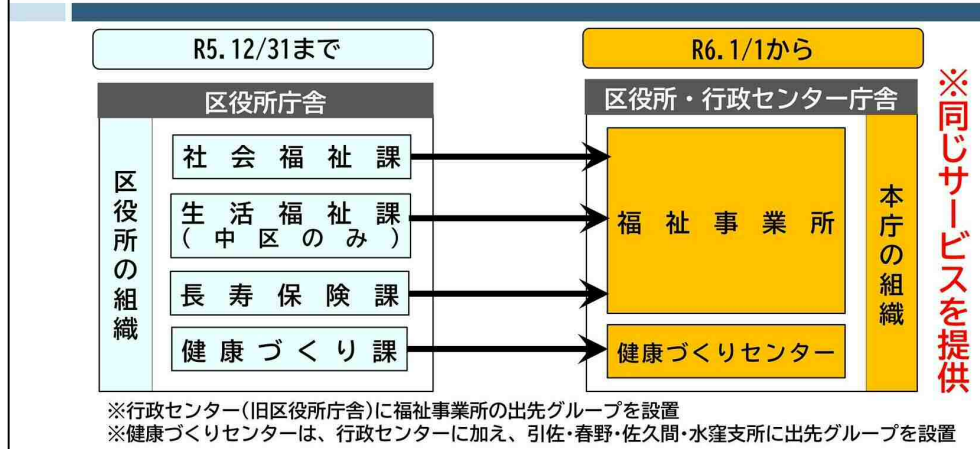 R5.12/31まで
R6.1/1から
区役所庁舎
区役所・行政センター庁舎
区役所の組織
社会福祉課
生活福祉課
(中区のみ)
長寿保険課
健康づくり課
福祉事業所
健康づくりセンター
本庁の組織
※同じサービスを提供
※行政センター(旧区役所庁舎)に福祉事業所の出先グループを設置
※健康づくりセンターは、行政センターに加え、引佐・春野・佐久間・水窪支所に出先グループを設置